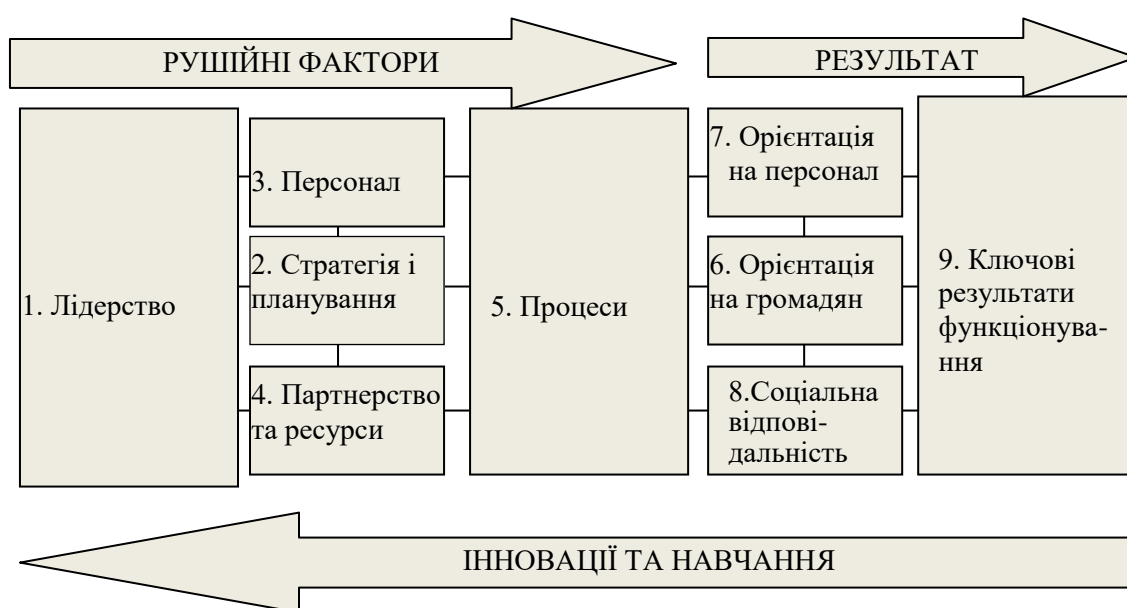 РУШІЙНІ ФАКТОРИ
РЕЗУЛЬТАТ
1. Лідерство
3. Персонал
2. Стратегія і
планування
4. Партнерство
та ресурси
5. Процеси
7. Орієнтація
на персонал
6. Орієнтація
на громадян
8.Соціальна
відпові-
дальність
9. Ключові
результати
функціонува-
ння
ІННОВАЦІЇ ТА НАВЧАННЯ